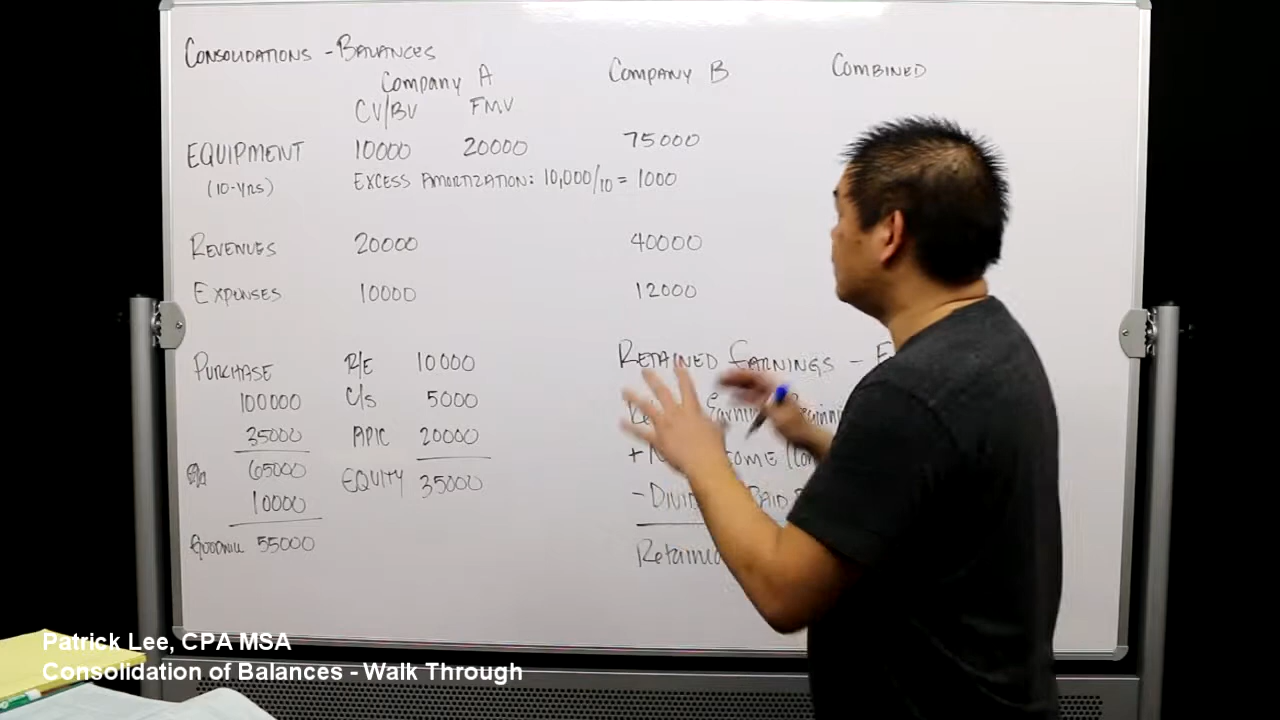 CONSOLIDATIONS - BALANCES
COMPANY A COMPANY B COMBINED
CV/BV FMV
EQUIPMENT 10000 20000 75000
(10-YRS) EXCESS AMORTIZATION: 10,000/10 = 1000
REVENUES 20000 40000
EXPENSES 10000 12000
PURCHASE R/E 10000 RETAINED EARNINGS -
100000 C/S 5000
35000 APIC 20000
65000 EQUITY 35000
10000
GOODWILL 55000
Patrick Lee, CPA MSA
Consolidation of Balances - Walk Through